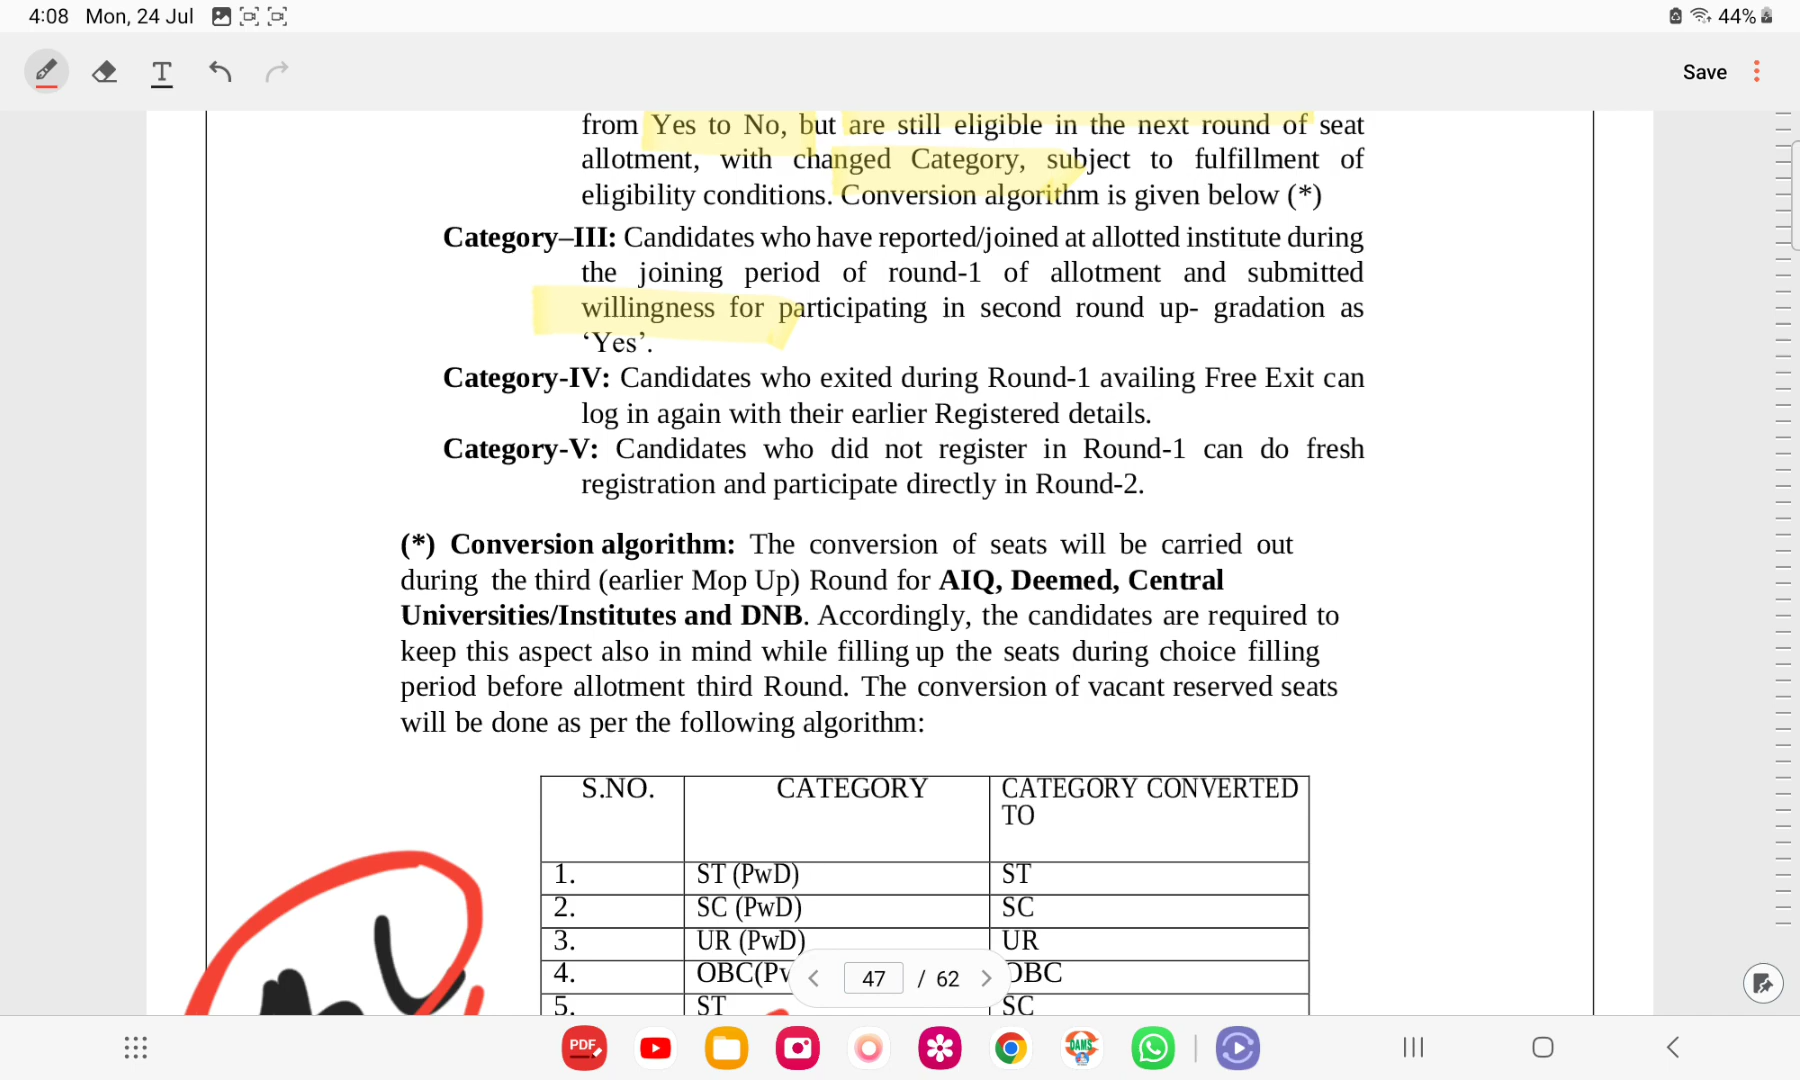 4:08 Mon, 24 Jul
44%
T
Save
from Yes to No, but are still eligible in the next round of seat
allotment, with changed Category, subject to fulfillment of
eligibility conditions. Conversion algorithm is given below (*)
Category–III: Candidates who have reported/joined at allotted institute during
the joining period of round-1 of allotment and submitted
willingness for participating in second round up- gradation as
‘Yes’.
Category-IV: Candidates who exited during Round-1 availing Free Exit can
log in again with their earlier Registered details.
Category-V: Candidates who did not register in Round-1 can do fresh
registration and participate directly in Round-2.
(*) Conversion algorithm: The conversion of seats will be carried out
during the third (earlier Mop Up) Round for AIQ, Deemed, Central
Universities/Institutes and DNB. Accordingly, the candidates are required to
keep this aspect also in mind while filling up the seats during choice filling
period before allotment third Round. The conversion of vacant reserved seats
will be done as per the following algorithm:
S.NO. CATEGORY CATEGORY CONVERTED
TO
1. ST (PwD) ST
2. SC (PwD) SC
3. UR (PwD) UR
4. OBC(Pw OBC
5. ST SC
47 / 62
PDF
DAMS